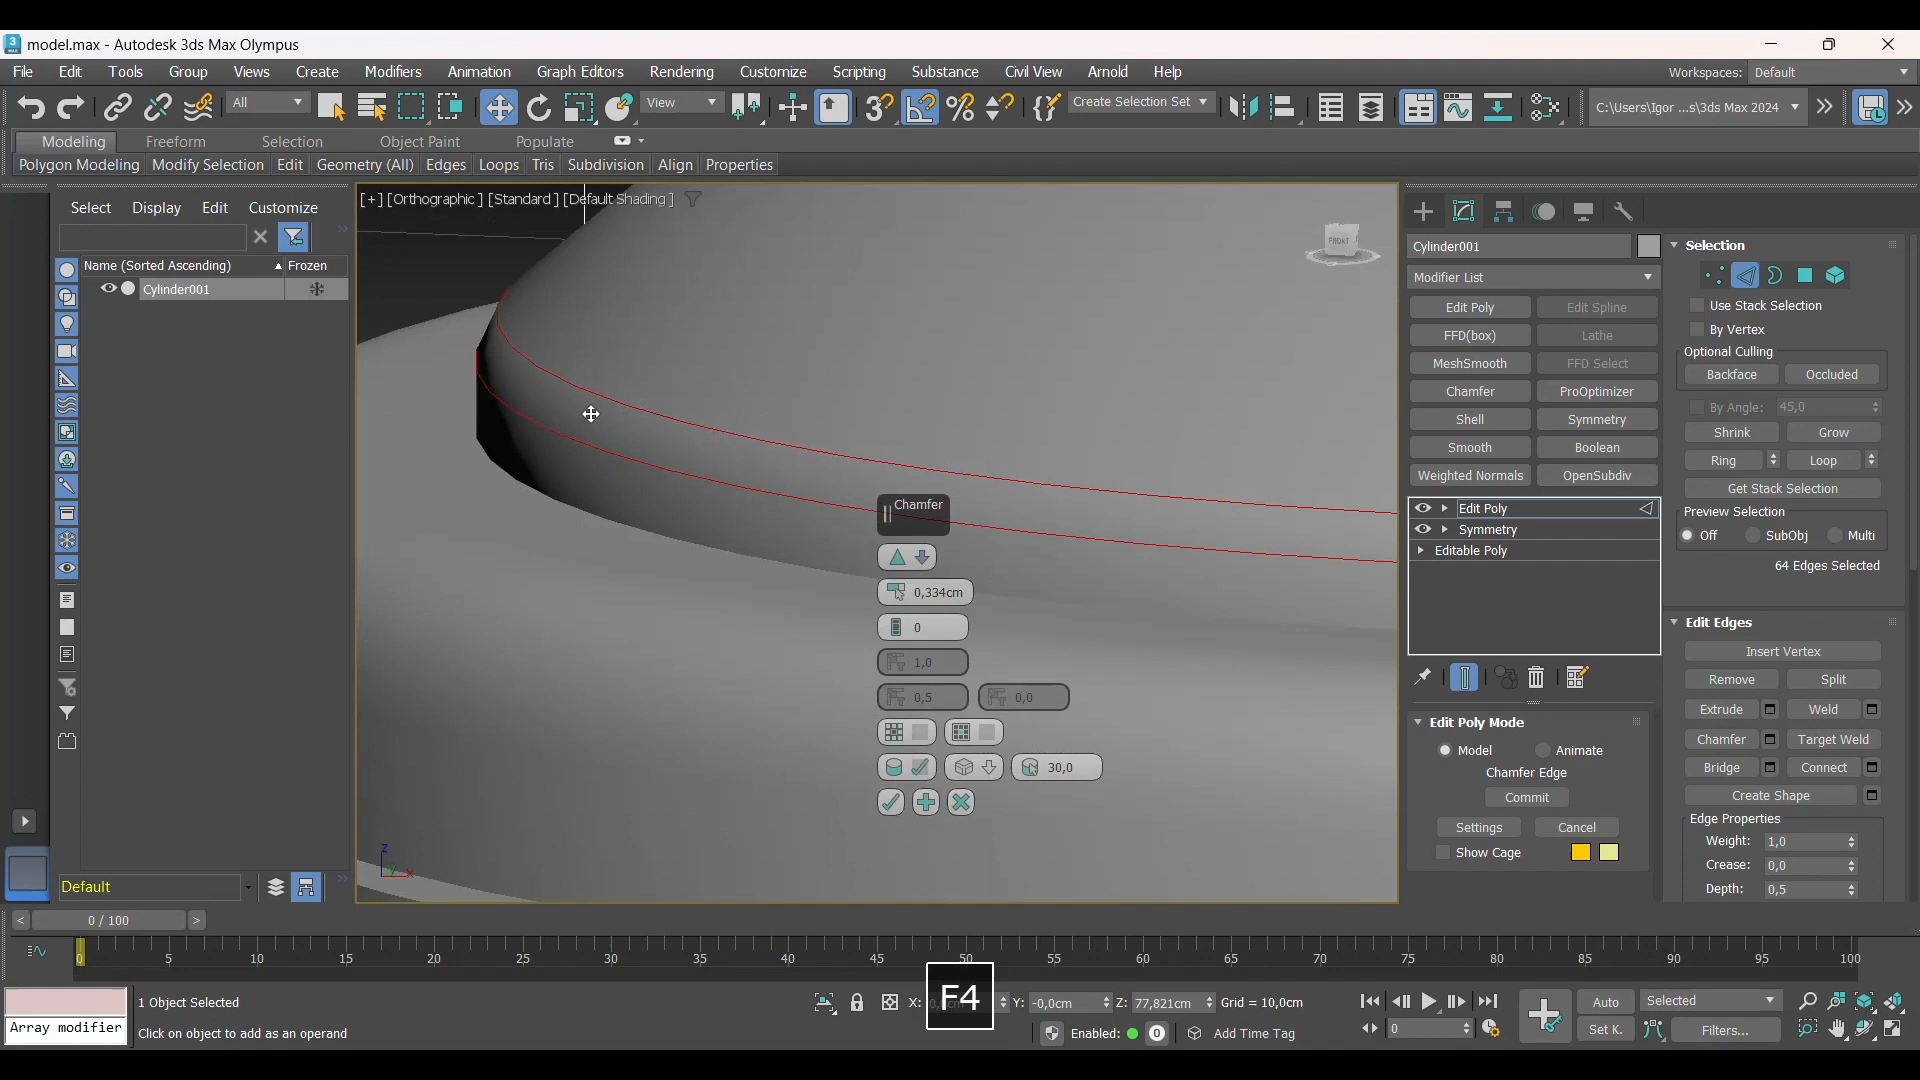 model.max - Autodesk 3ds Max Olympus
File Edit Tools Group Views Create Modifiers Animation Graph Editors Rendering Customize Scripting Substance Civil View Arnold Help
Workspaces: Default
All
View
Create Selection Set
C:\Users\Igor ...s\3ds Max 2024
Modeling Freeform Selection Object Paint Populate
Polygon Modeling Modify Selection Edit Geometry (All) Edges Loops Tris Subdivision Align Properties
Select Display Edit Customize
Name (Sorted Ascending) Frozen
Cylinder001
Default
[+] [Orthographic ] [Standard ] [Default Shading ]
FRONT
Chamfer
0,334cm
0
1,0
0,5 0,0
30,0
z
x
Cylinder001
Modifier List
Edit Poly Edit Spline
FFD(box) Lathe
MeshSmooth FFD Select
Chamfer ProOptimizer
Shell Symmetry
Smooth Boolean
Weighted Normals OpenSubdiv
Edit Poly
Symmetry
Editable Poly
Edit Poly Mode
Model Animate
Chamfer Edge
Commit
Settings Cancel
Show Cage
Selection
Use Stack Selection
By Vertex
Optional Culling
Backface Occluded
By Angle: 45,0
Shrink Grow
Ring Loop
Get Stack Selection
Preview Selection
Off SubObj Multi
64 Edges Selected
Edit Edges
Insert Vertex
Remove Split
Extrude Weld
Chamfer Target Weld
Bridge Connect
Create Shape
Edge Properties
Weight: 1,0
Crease: 0,0
Depth: 0,5
0 / 100
0 5 10 15 20 25 30 35 40 45 50 55 60 65 70 75 80 85 90 95 100
F4
Array modifier
1 Object Selected
Click on object to add as an operand
X: Y: -0,0cm Z: 77,821cm Grid = 10,0cm
Enabled: 0 Add Time Tag
0
Auto Selected
Set K. Filters...